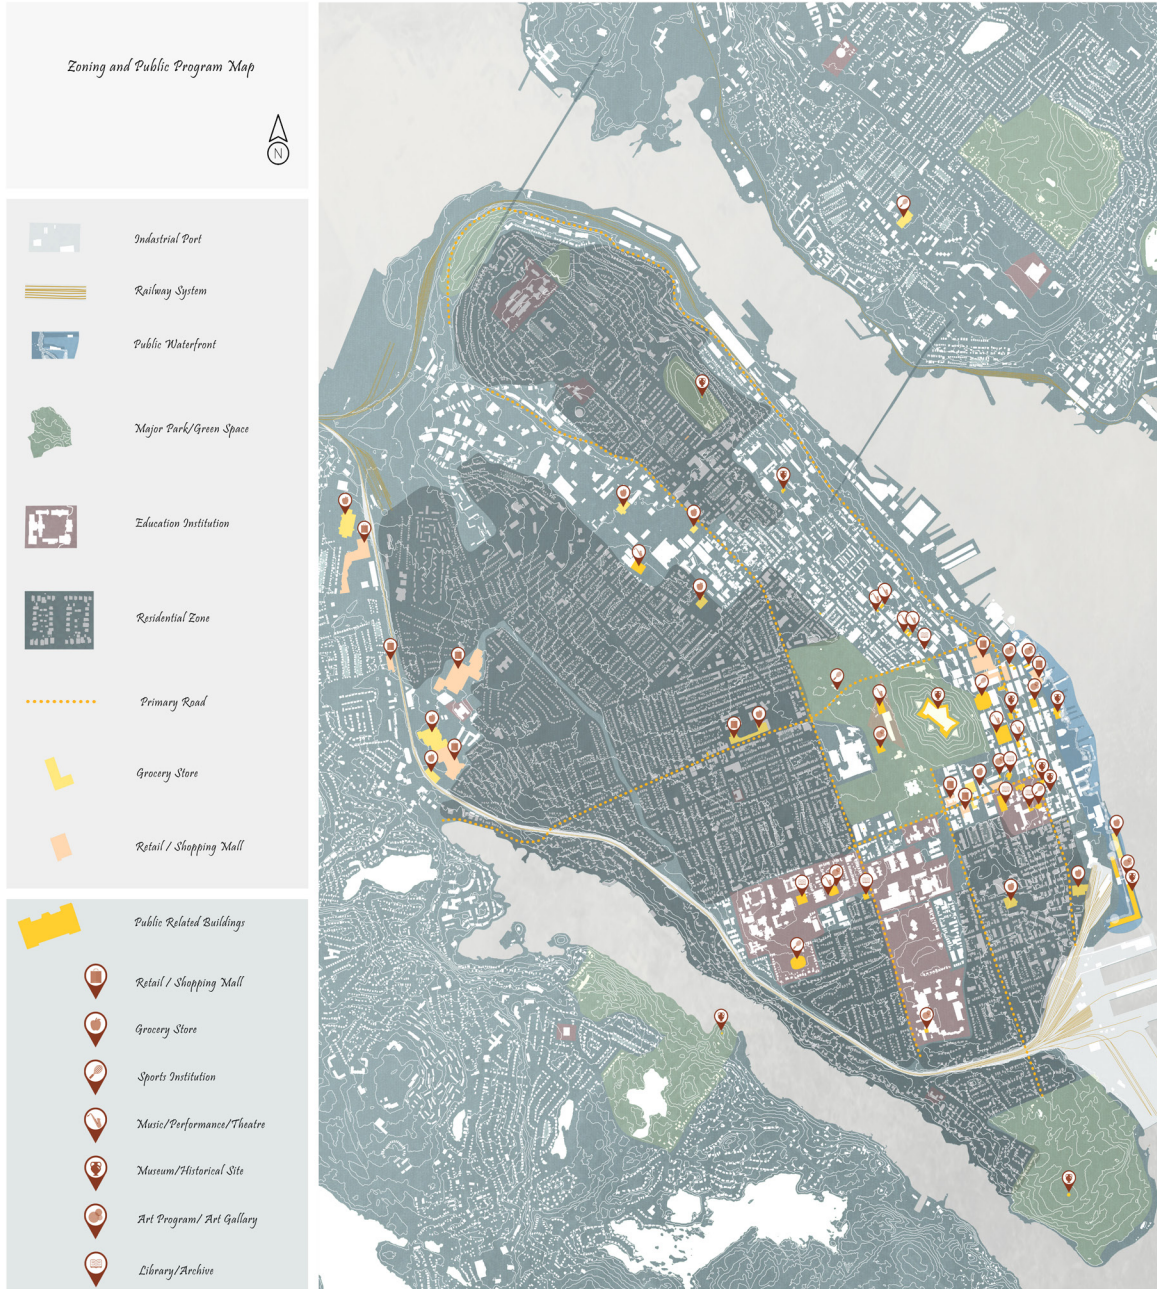 Zoning and Public Program Map
N
Indastrial Port
Railway System
Public Waterfront
Major Park/Green Space
Education Institution
Residential Zone
Primary Road
Grocery Store
Retail / Shopping Mall
Public Related Buildings
Retail / Shopping Mall
Grocery Store
Sports Institution
Music/Performance/Theatre
Museum/Historical Site
Art Program/ Art Gallary
Library/Archive